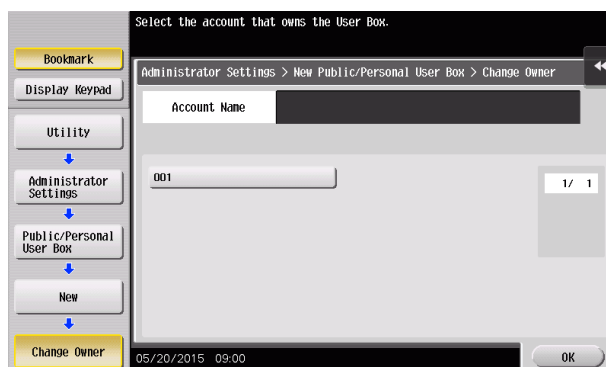 Select the account that owns the User Box.
Bookmark
Display Keypad
Administrator Settings > New Public/Personal User Box > Change Owner
Account Name
Utility
Administrator
Settings
001
1/ 1
Public/Personal
User Box
New
Change Owner
05/20/2015 09:00
OK